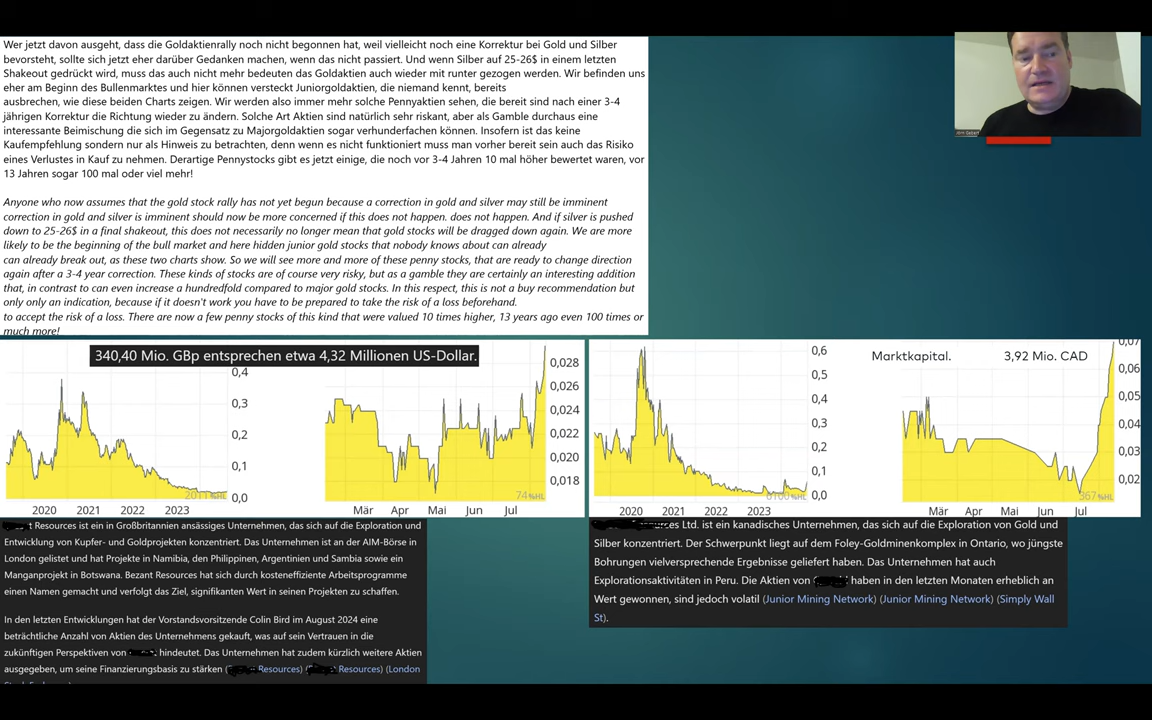 Wer jetzt davon ausgeht, dass die Goldaktienrally noch nicht begonnen hat, weil vielleicht noch eine Korrektur bei Gold und Silber
bevorsteht, sollte sich jetzt eher darüber Gedanken machen, wenn das nicht passiert. Und wenn Silber auf 25-26$ in einem letzten
Shakeout gedrückt wird, muss das auch nicht mehr bedeuten das Goldaktien auch wieder mit runter gezogen werden. Wir befinden uns
eher am Beginn des Bullenmarktes und hier können versteckt Juniorgoldaktien, die niemand kennt, bereits
ausbrechen, wie diese beiden Charts zeigen. Wir werden also immer mehr solche Pennyaktien sehen, die bereit sind nach einer 3-4
jährigen Korrektur die Richtung wieder zu ändern. Solche Art Aktien sind natürlich sehr riskant, aber als Gamble durchaus eine
interessante Beimischung die sich im Gegensatz zu Majorgoldaktien sogar verhunderfachen können. Insofern ist das keine
Kaufempfehlung sondern nur als Hinweis zu betrachten, denn wenn es nicht funktioniert muss man vorher bereit sein auch das Risiko
eines Verlustes in Kauf zu nehmen. Derartige Pennystocks gibt es jetzt einige, die noch vor 3-4 Jahren 10 mal höher bewertet waren, vor
13 Jahren sogar 100 mal oder viel mehr!
Anyone who now assumes that the gold stock rally has not yet begun because a correction in gold and silver may still be imminent
correction in gold and silver is imminent should now be more concerned if this does not happen. does not happen. And if silver is pushed
down to 25-26$ in a final shakeout, this does not necessarily no longer mean that gold stocks will be dragged down again. We are more
likely to be the beginning of the bull market and here hidden junior gold stocks that nobody knows about can already
can already break out, as these two charts show. So we will see more and more of these penny stocks, that are ready to change direction
again after a 3-4 year correction. These kinds of stocks are of course very risky, but as a gamble they are certainly an interesting addition
that, in contrast to can even increase a hundredfold compared to major gold stocks. In this respect, this is not a buy recommendation but
only only an indication, because if it doesn't work you have to be prepared to take the risk of a loss beforehand.
to accept the risk of a loss. There are now a few penny stocks of this kind that were valued 10 times higher, 13 years ago even 100 times or
much more!
340,40 Mio. GBp entsprechen etwa 4,32 Millionen US-Dollar.
0,4
0,3
0,2
0,1
0,0
2020 2021 2022 2023
0,028
0,026
0,024
0,022
0,020
0,018
74%HL
Mär Apr Mai Jun Jul
0,6
0,5
0,4
0,3
0,2
0,1
0,0
2020 2021 2022 2023
Marktkapital. 3,92 Mio. CAD
0,07
0,06
0,05
0,04
0,03
0,02
367%HL
Mär Apr Mai Jun Jul
t Resources ist ein in Großbritannien ansässiges Unternehmen, das sich auf die Exploration und
Entwicklung von Kupfer- und Goldprojekten konzentriert. Das Unternehmen ist an der AIM-Börse in
London gelistet und hat Projekte in Namibia, den Philippinen, Argentinien und Sambia sowie ein
Manganprojekt in Botswana. Bezant Resources hat sich durch kosteneffiziente Arbeitsprogramme
einen Namen gemacht und verfolgt das Ziel, signifikanten Wert in seinen Projekten zu schaffen.
In den letzten Entwicklungen hat der Vorstandsvorsitzende Colin Bird im August 2024 eine
beträchtliche Anzahl von Aktien des Unternehmens gekauft, was auf sein Vertrauen in die
zukünftigen Perspektiven von hindeutet. Das Unternehmen hat zudem kürzlich weitere Aktien
ausgegeben, um seine Finanzierungsbasis zu stärken ( Resources) ( Resources) (London
Ltd. ist ein kanadisches Unternehmen, das sich auf die Exploration von Gold und
Silber konzentriert. Der Schwerpunkt liegt auf dem Foley-Goldminenkomplex in Ontario, wo jüngste
Bohrungen vielversprechende Ergebnisse geliefert haben. Das Unternehmen hat auch
Explorationsaktivitäten in Peru. Die Aktien von haben in den letzten Monaten erheblich an
Wert gewonnen, sind jedoch volatil (Junior Mining Network) (Junior Mining Network) (Simply Wall
St).